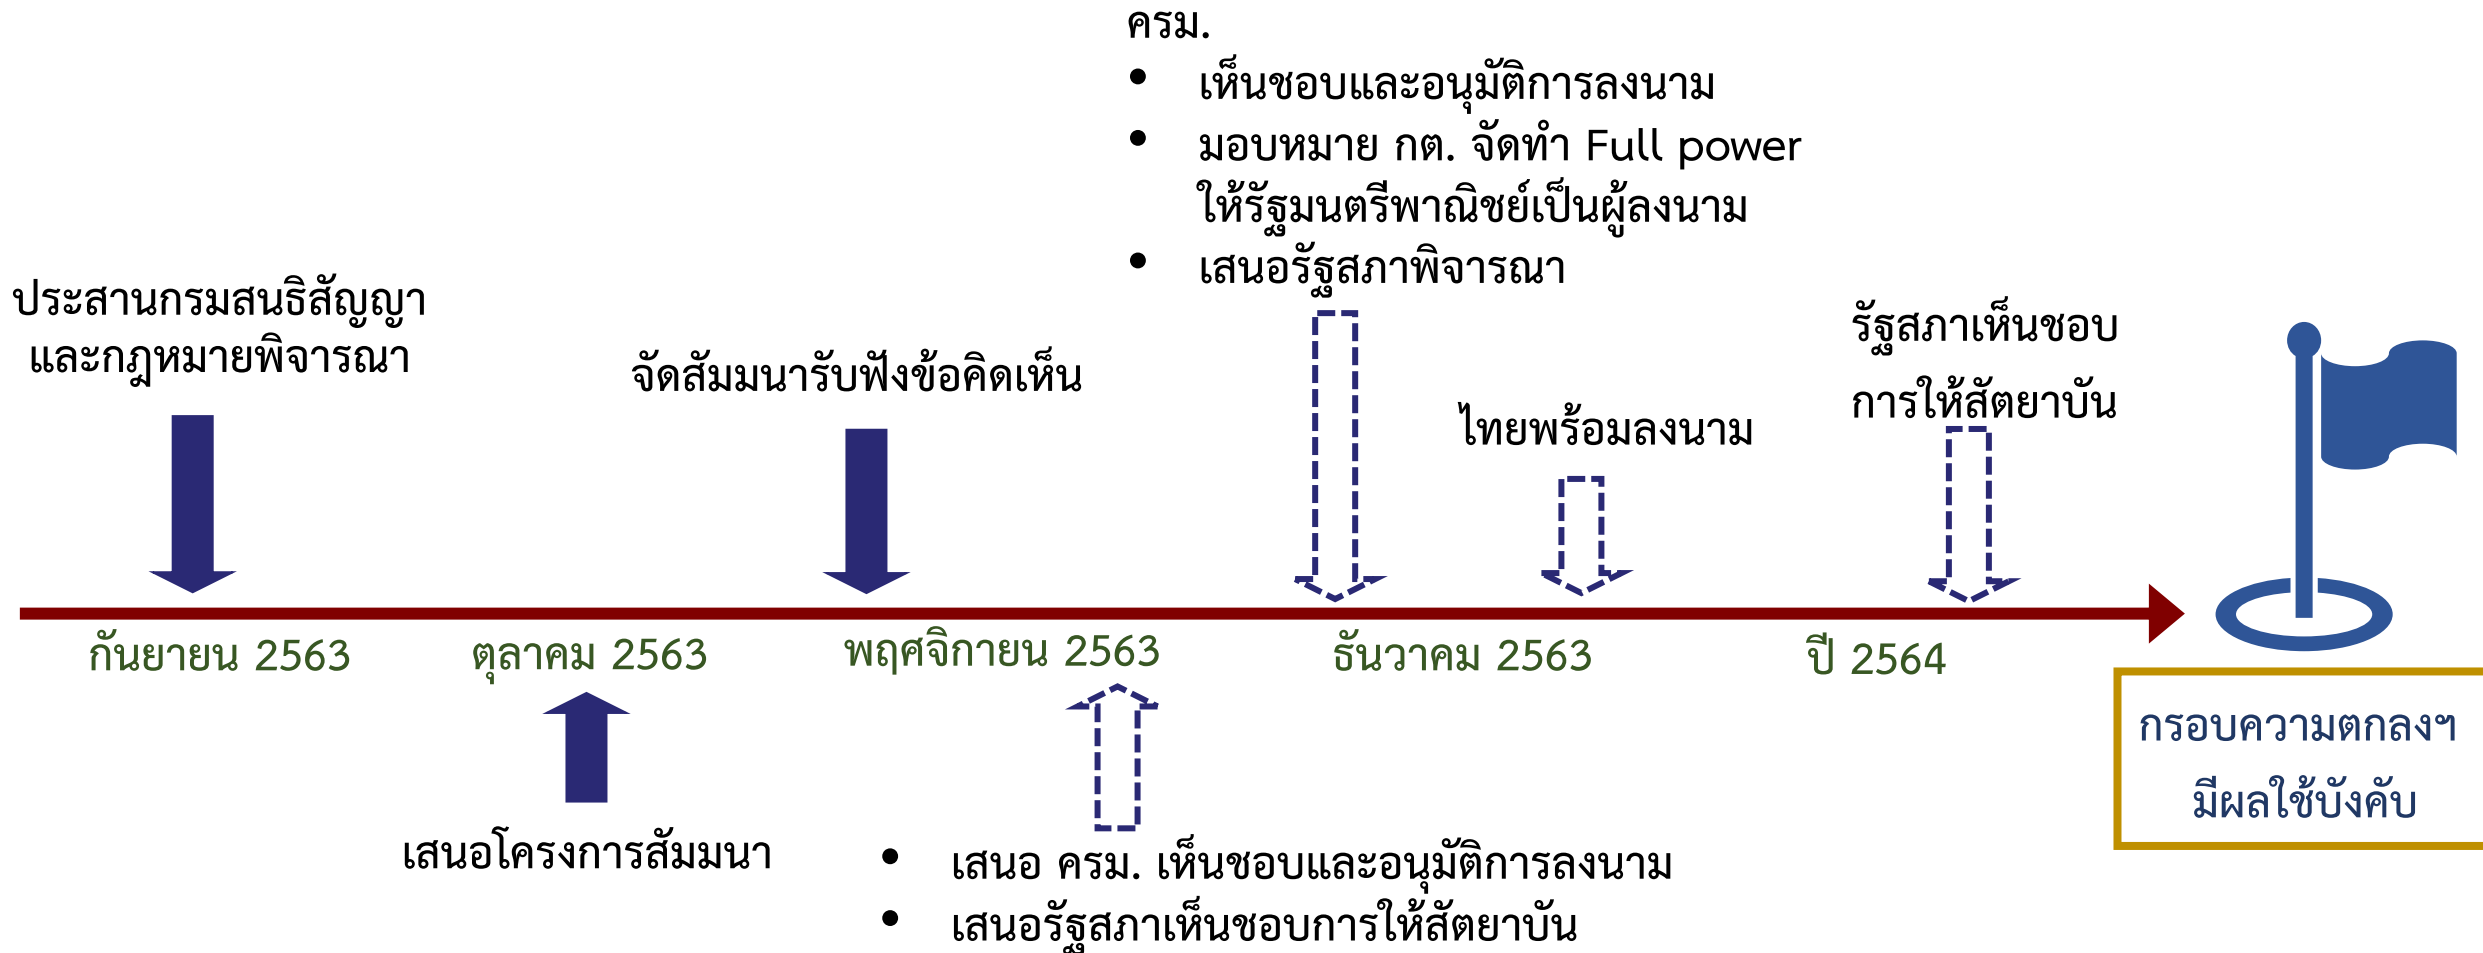 ครม.
• เห็นชอบและอนุมัติการลงนาม
• มอบหมาย กต. จัดทำ Full power
ให้รัฐมนตรีพาณิชย์เป็นผู้ลงนาม
• เสนอรัฐสภาพิจารณา
ประสานกรมสนธิสัญญา
และกฎหมายพิจารณา
จัดสัมมนารับฟังข้อคิดเห็น
ไทยพร้อมลงนาม
รัฐสภาเห็นชอบ
การให้สัตยาบัน
กันยายน 2563
ตุลาคม 2563
พฤศจิกายน 2563
ธันวาคม 2563
ปี 2564
เสนอโครงการสัมมนา
• เสนอ ครม. เห็นชอบและอนุมัติการลงนาม
• เสนอรัฐสภาเห็นชอบการให้สัตยาบัน
กรอบความตกลงฯ
มีผลใช้บังคับ